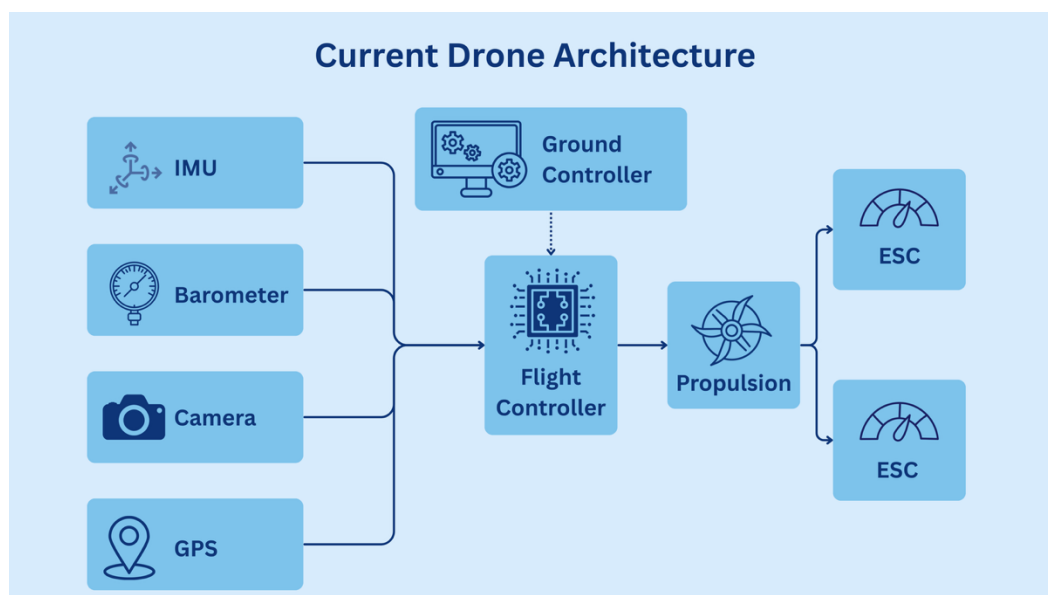 Current Drone Architecture
IMU
Barometer
Camera
GPS
Ground
Controller
Flight
Controller
Propulsion
ESC
ESC